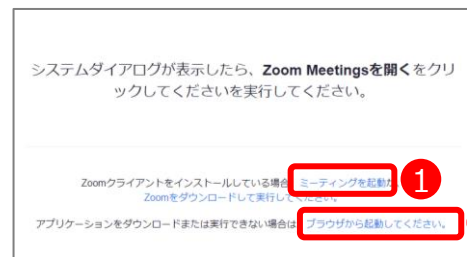 システムダイアログが表示したら、Zoom Meetingsを開くをクリ
ックしてくださいを実行してください。
Zoomクライアントをインストールしている場合 ミーティングを起動か
1
Zoomをダウンロードして実行してください。
アプリケーションをダウンロードまたは実行できない場合は、ブラウザから起動してください。